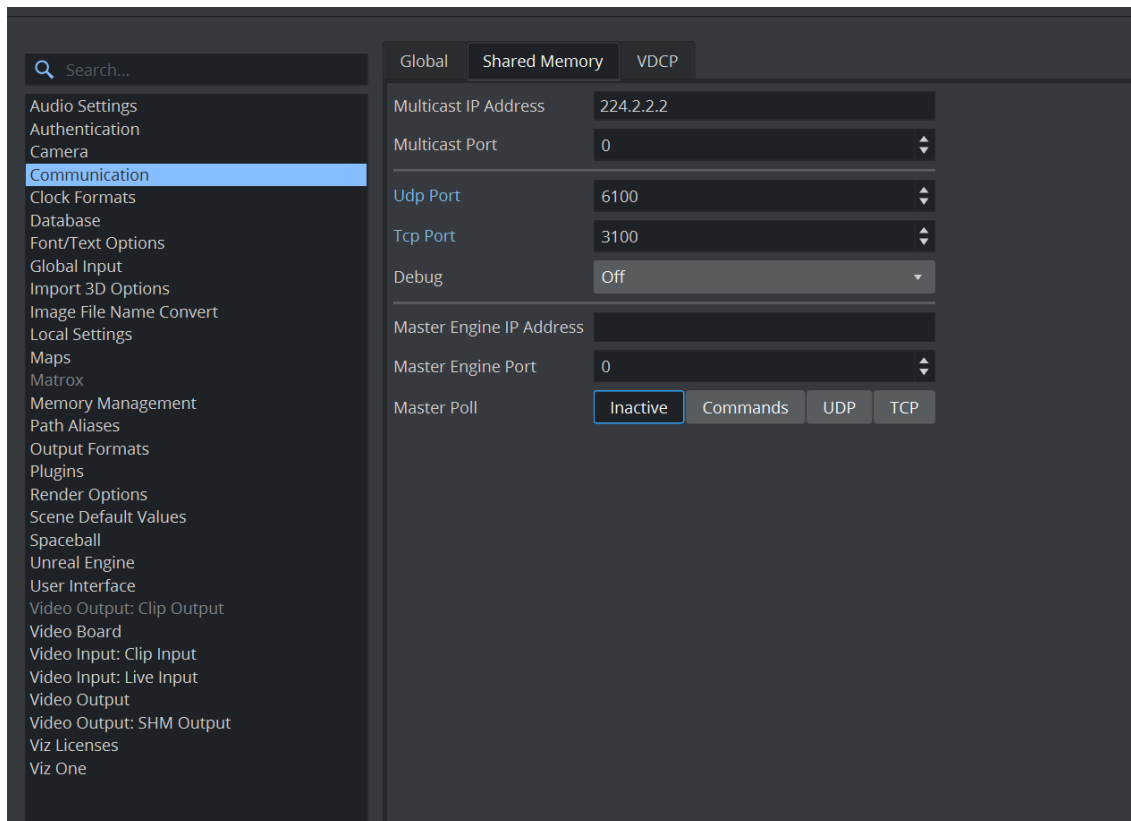 Search...
Audio Settings
Authentication
Camera
Communication
Clock Formats
Database
Font/Text Options
Global Input
Import 3D Options
Image File Name Convert
Local Settings
Maps
Matrox
Memory Management
Path Aliases
Output Formats
Plugins
Render Options
Scene Default Values
Spaceball
Unreal Engine
User Interface
Video Output: Clip Output
Video Board
Video Input: Clip Input
Video Input: Live Input
Video Output
Video Output: SHM Output
Viz Licenses
Viz One
Global Shared Memory VDCP
Multicast IP Address 224.2.2.2
Multicast Port 0
Udp Port 6100
Tcp Port 3100
Debug Off
Master Engine IP Address
Master Engine Port 0
Master Poll Inactive Commands UDP TCP